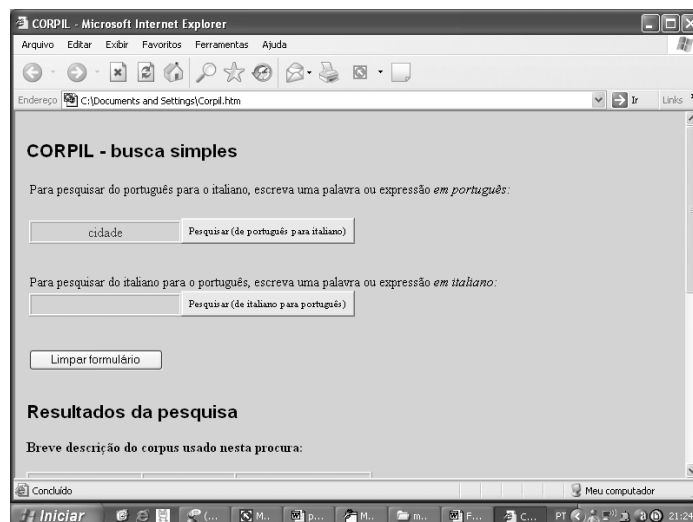 CORPIL - Microsoft Internet Explorer
Arquivo Editar Exibir Favoritos Ferramentas Ajuda
Endereço C:\Documents and Settings\Corpil.htm Ir Links
CORPIL - busca simples
Para pesquisar do português para o italiano, escreva uma palavra ou expressão em português:
cidade Pesquisar (de português para italiano)
Para pesquisar do italiano para o português, escreva uma palavra ou expressão em italiano:
Pesquisar (de italiano para português)
Limpar formulário
Resultados da pesquisa
Breve descrição do corpus usado nesta procura:
Concluído Meu computador
Iniciar (... M... p... M... m... F... C... PT 21:24